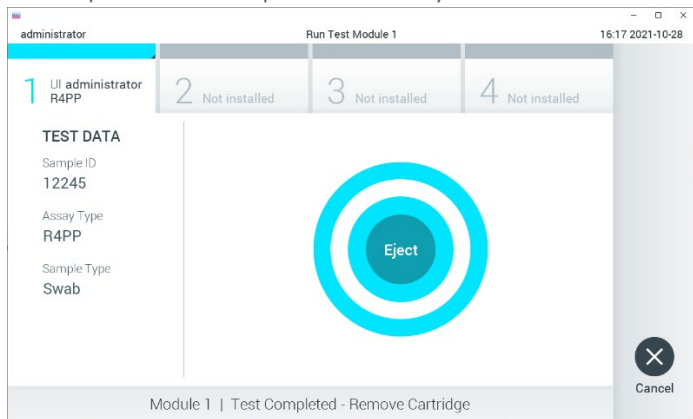 administrator Run Test Module 1 16:17 2021-10-28
1 UI administrator
R4PP
2 Not installed
3 Not installed
4 Not installed
TEST DATA
Sample ID
12245
Assay Type
R4PP
Sample Type
Swab
Eject
Cancel
Module 1 | Test Completed - Remove Cartridge